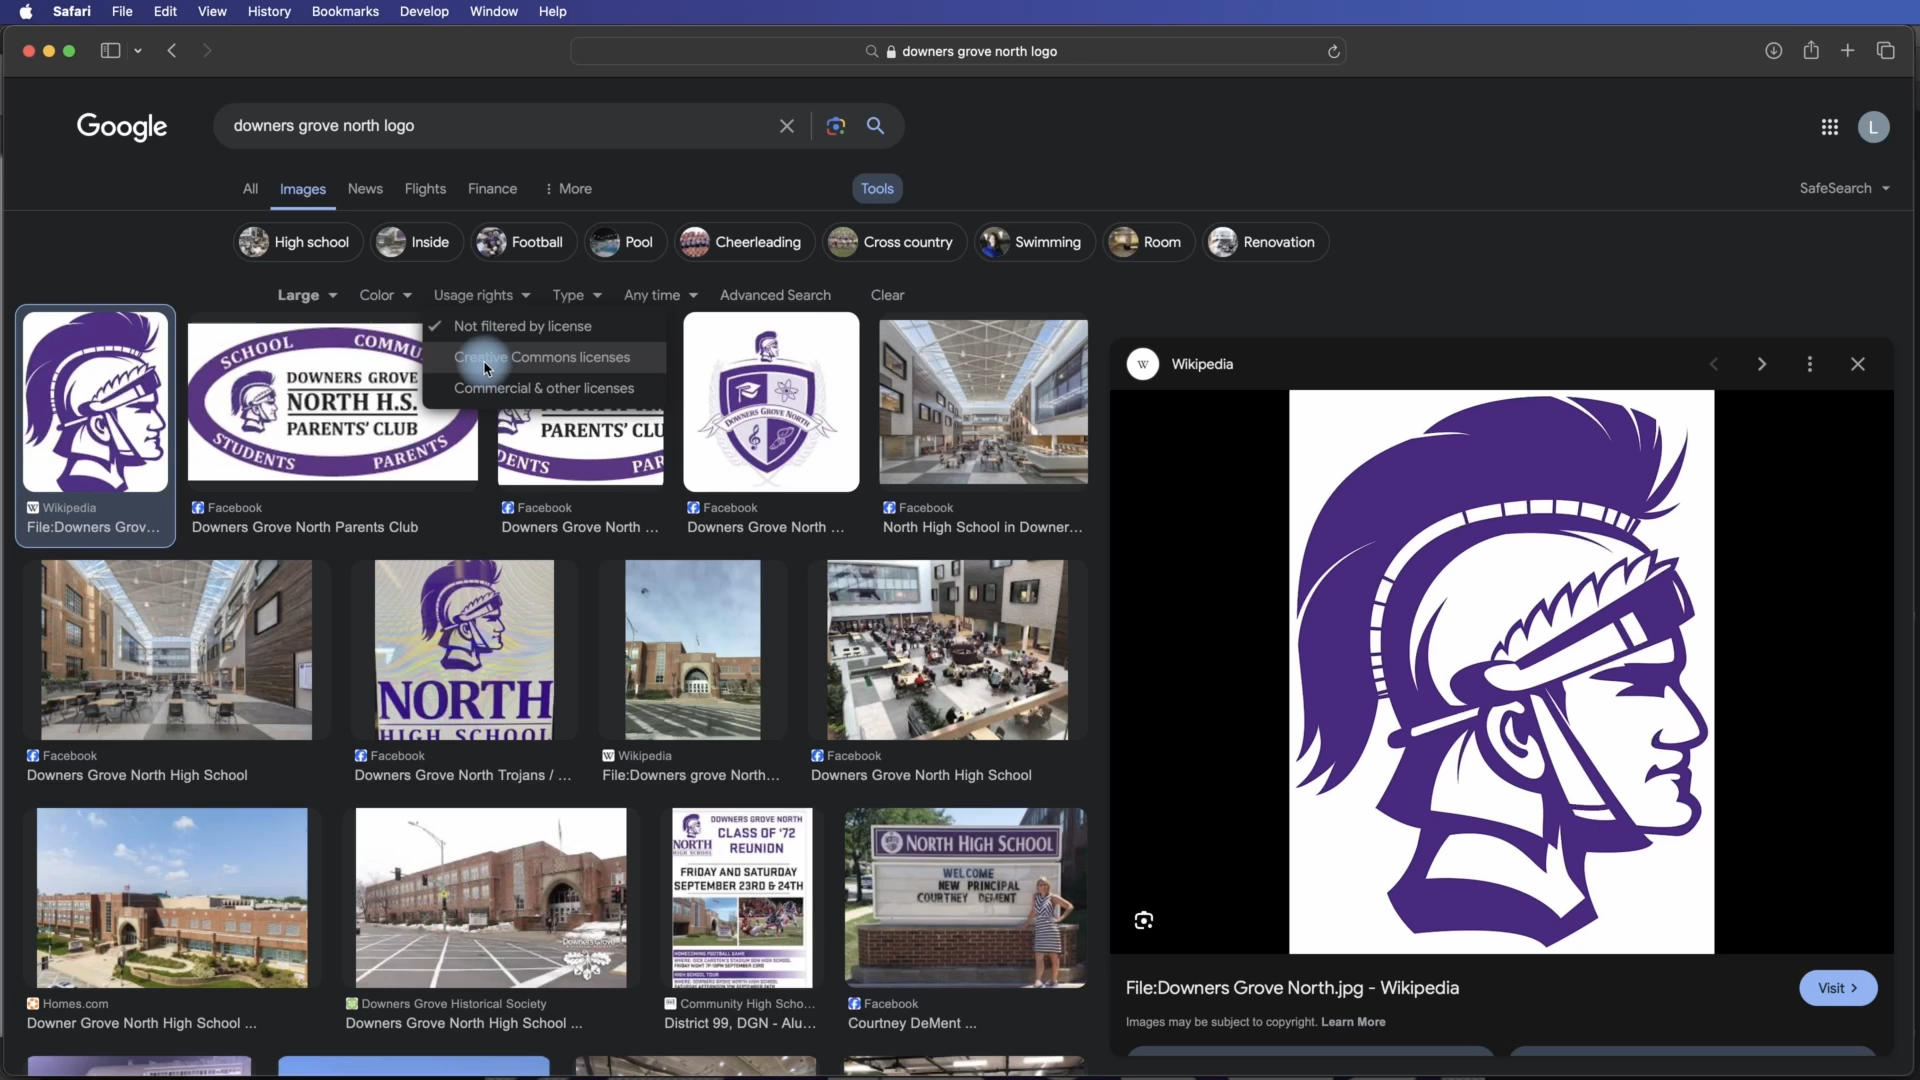 Safari File Edit View History Bookmarks Develop Window Help
downers grove north logo
Google
downers grove north logo
L
All Images News Flights Finance More
Tools
SafeSearch
High school Inside Football Pool Cheerleading Cross country Swimming Room Renovation
Large Color Usage rights Type Any time Advanced Search Clear
Not filtered by license
Creative Commons licenses
Commercial & other licenses
SCHOOL COMMU
DOWNERS GROVE
NORTH H.S.
PARENTS' CLUB
STUDENTS PARENTS
PARENTS' CLU
DENTS PAR
DOWNERS GROVE NORTH
W Wikipedia
Wikipedia
File:Downers Grov...
Facebook
Downers Grove North Parents Club
Facebook
Downers Grove North ...
Facebook
Downers Grove North ...
Facebook
North High School in Downer...
NORTH
HIGH SCHOOL
Facebook
Downers Grove North High School
Facebook
Downers Grove North Trojans / ...
Wikipedia
File:Downers grove North...
Facebook
Downers Grove North High School
DOWNERS GROVE NORTH
CLASS OF '72
REUNION
NORTH
HIGH SCHOOL
FRIDAY AND SATURDAY
SEPTEMBER 23RD & 24TH
HOMECOMING FOOTBALL GAME
NORTH HIGH SCHOOL
WELCOME
NEW PRINCIPAL
COURTNEY DEMENT
Homes.com
Downer Grove North High School ...
Downers Grove Historical Society
Downers Grove North High School ...
Community High Scho...
District 99, DGN - Alu...
Facebook
Courtney DeMent ...
File:Downers Grove North.jpg - Wikipedia
Visit
Images may be subject to copyright. Learn More